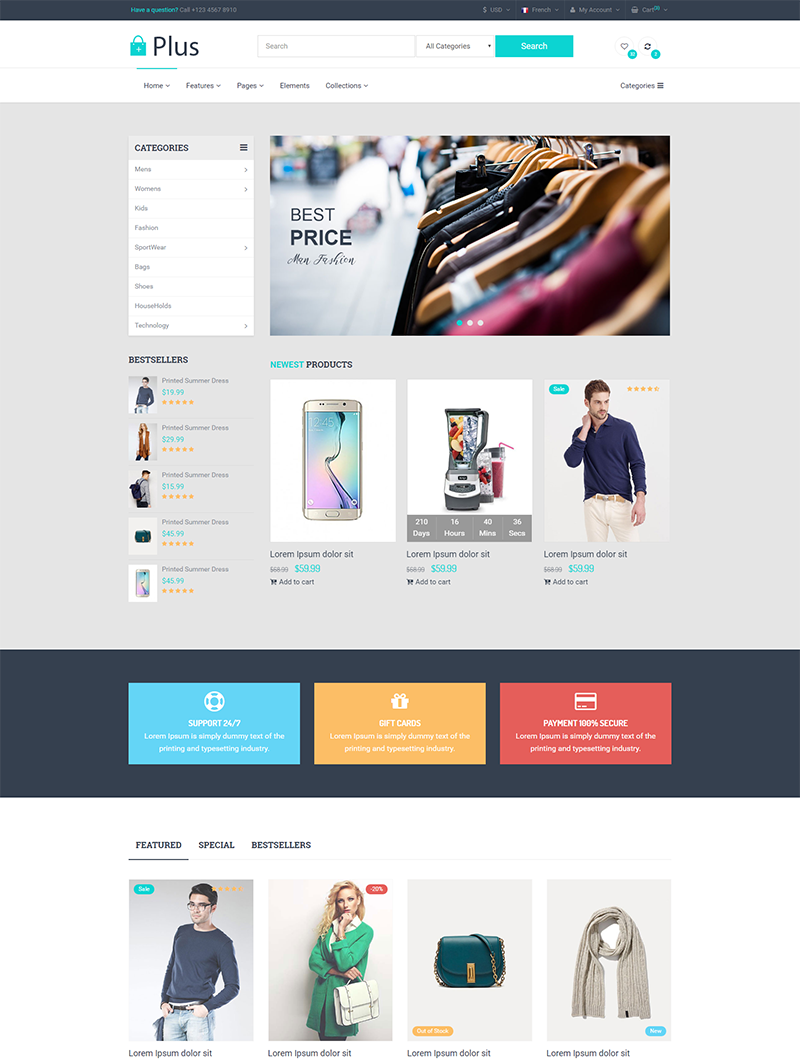 Have a question? Call +123 4567 8910
$ USD French My Account Cart
Plus
Search
All Categories
Search
Home Features Pages Elements Collections
Categories
CATEGORIES
Mens
Womens
Kids
Fashion
SportWear
Bags
Shoes
HouseHolds
Technology
BEST
PRICE
Man Fashion
BESTSELLERS
Printed Summer Dress
$19.99
Printed Summer Dress
$29.99
Printed Summer Dress
$15.99
Printed Summer Dress
$45.99
Printed Summer Dress
$45.99
NEWEST PRODUCTS
Lorem Ipsum dolor sit
$68.99 $59.99
Add to cart
210 16 40 36
Days Hours Mins Secs
Lorem Ipsum dolor sit
$68.99 $59.99
Add to cart
Sale
Lorem Ipsum dolor sit
$68.99 $59.99
Add to cart
SUPPORT 24/7
Lorem Ipsum is simply dummy text of the
printing and typesetting industry.
GIFT CARDS
Lorem Ipsum is simply dummy text of the
printing and typesetting industry.
PAYMENT 100% SECURE
Lorem Ipsum is simply dummy text of the
printing and typesetting industry.
FEATURED SPECIAL BESTSELLERS
Sale
Lorem Ipsum dolor sit
-20%
Lorem Ipsum dolor sit
Out of Stock
Lorem Ipsum dolor sit
New
Lorem Ipsum dolor sit